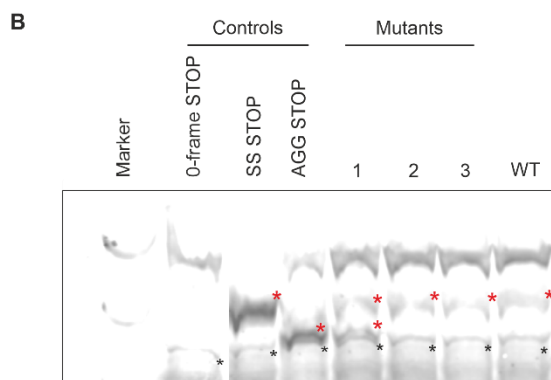 B
Controls
Mutants
Marker
0-frame STOP
SS STOP
AGG STOP
1
2
3
WT
* * * * *
* *
* * * * * *